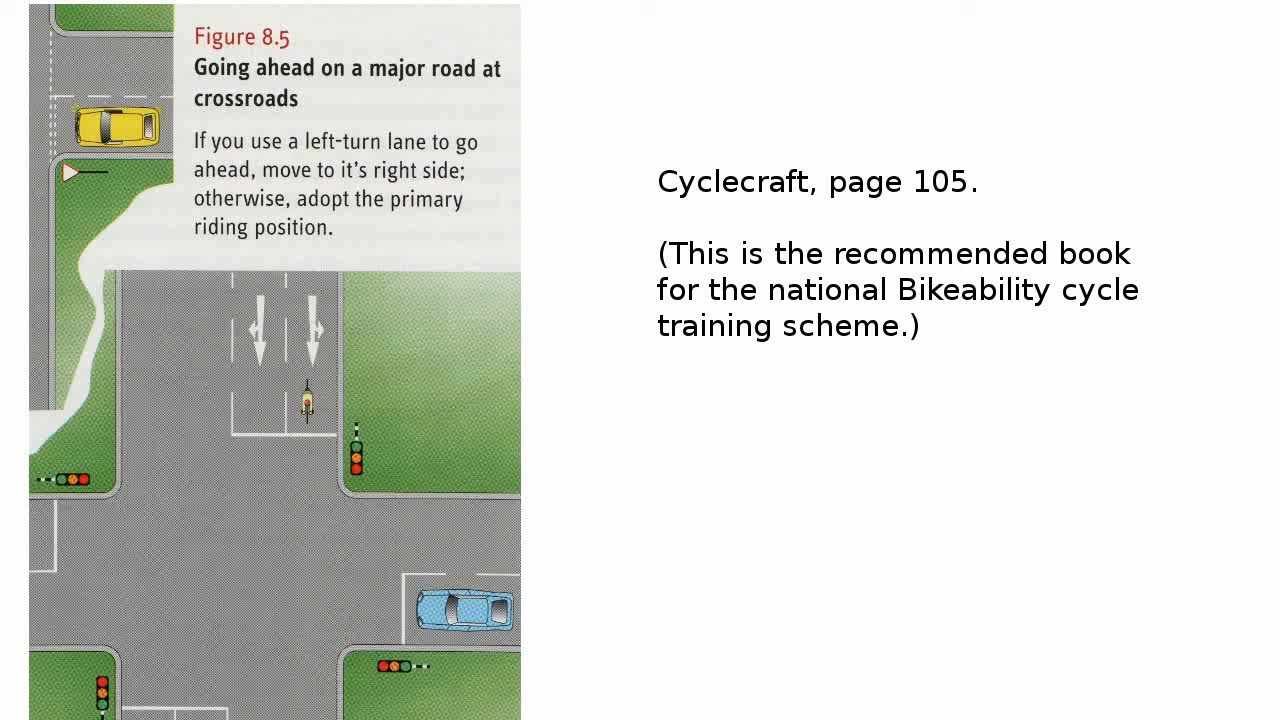 Figure 8.5
Going ahead on a major road at
crossroads
If you use a left-turn lane to go
ahead, move to it's right side;
otherwise, adopt the primary
riding position.
Cyclecraft, page 105.
(This is the recommended book
for the national Bikeability cycle
training scheme.)